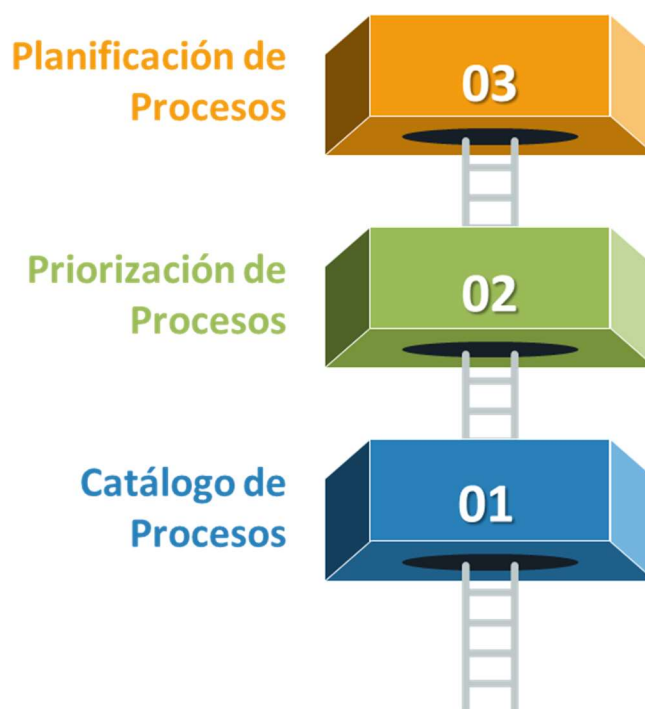 Planificación de
Procesos
03
Priorización de
Procesos
02
Catálogo de
Procesos
01